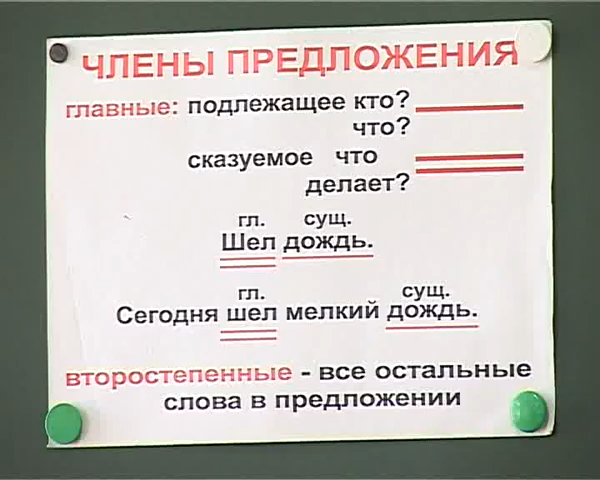 ЧЛЕНЫ ПРЕДЛОЖЕНИЯ
главные: подлежащее кто?
что?
сказуемое что
делает?
гл. сущ.
Шел дождь.
гл. сущ.
Сегодня шел мелкий дождь.
второстепенные - все остальные
слова в предложении